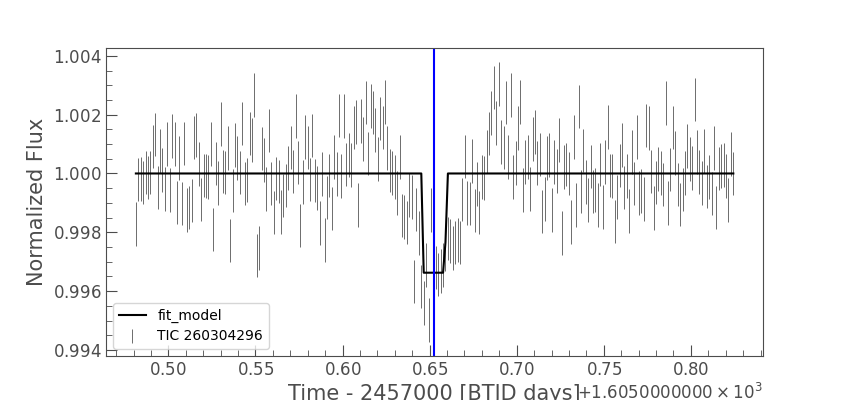 1.004
1.002
1.000
0.998
0.996
0.994
Normalized Flux
fit_model
TIC 260304296
0.50 0.55 0.60 0.65 0.70 0.75 0.80
Time - 2457000 [BTJD days]
+1.6050000000 × 10³